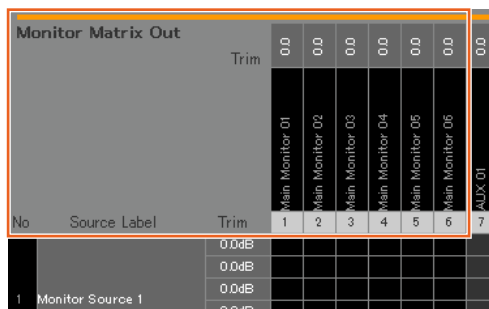 Monitor Matrix Out
Trim 0.0 0.0 0.0 0.0 0.0 0.0 0.0
Main Monitor 01 Main Monitor 02 Main Monitor 03 Main Monitor 04 Main Monitor 05 Main Monitor 06 AUX 01
No Source Label Trim 1 2 3 4 5 6 7
0.0dB
0.0dB
1 Monitor Source 1 0.0dB
0.0dB